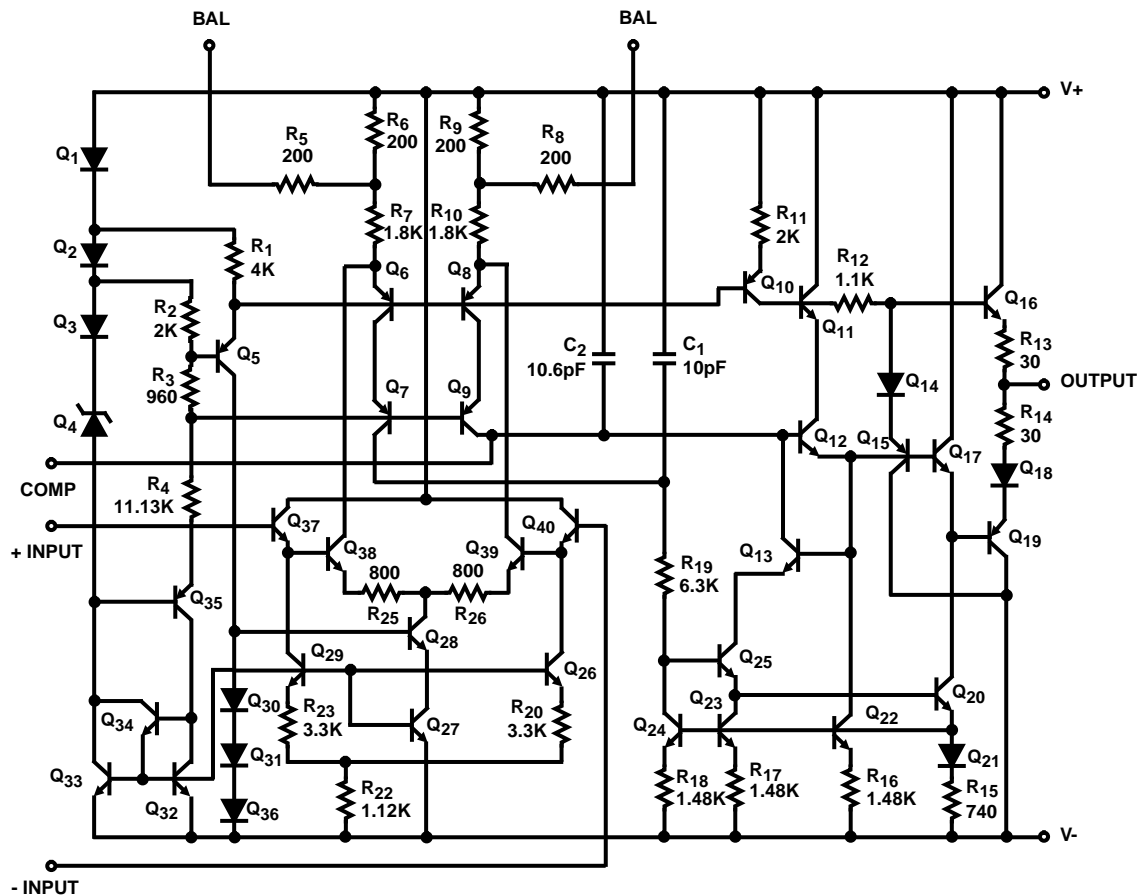 BAL
BAL
V+
R5
200
R6
200
R9
200
R8
200
Q1
R7
1.8K
R10
1.8K
R11
2K
Q2
R1
4K
Q6
Q8
Q10
R12
1.1K
Q16
Q3
R2
2K
Q11
R13
30
Q5
C2
10.6pF
C1
10pF
R3
960
Q14
OUTPUT
Q4
Q7
Q9
Q12
Q15
Q17
R14
30
Q18
COMP
R4
11.13K
+ INPUT
Q37
Q38
Q39
Q40
Q13
Q19
800
R25
800
R26
R19
6.3K
Q35
Q28
Q29
Q26
Q25
Q20
Q30
R23
3.3K
Q27
R20
3.3K
Q34
Q24
Q23
Q22
Q31
Q21
Q33
Q32
R22
1.12K
R18
1.48K
R17
1.48K
R16
1.48K
R15
740
Q36
V-
- INPUT